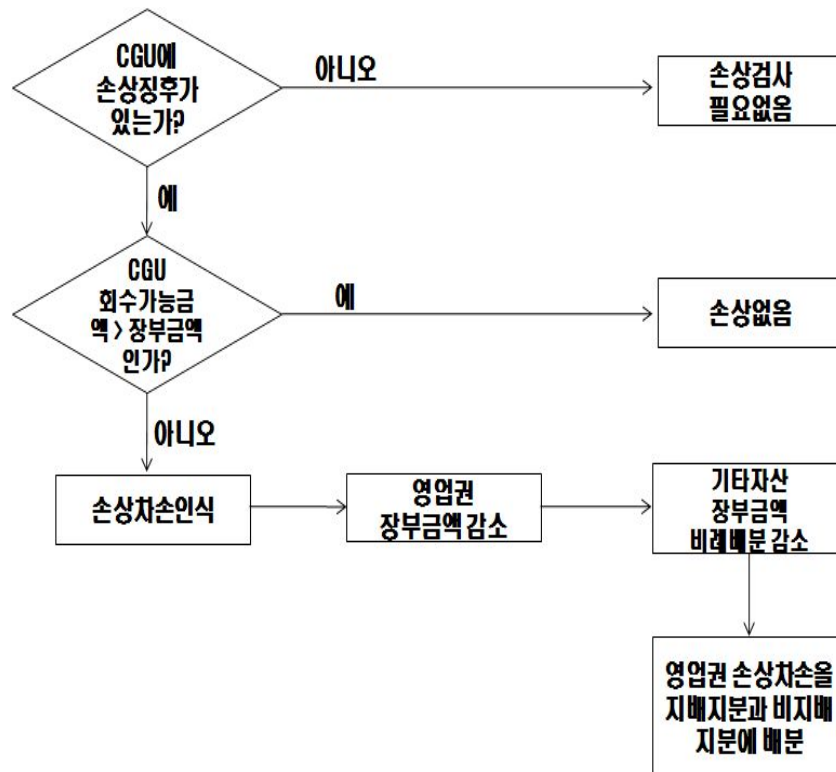 CGU에
손상징후가
있는가?
아니오
손상검사
필요없음
예
CGU
회수가능금
액 > 장부금액
인가?
예
손상없음
아니오
손상차손인식
영업권
장부금액 감소
기타자산
장부금액
비례배분 감소
영업권 손상차손을
지배지분과 비지배
지분에 배분